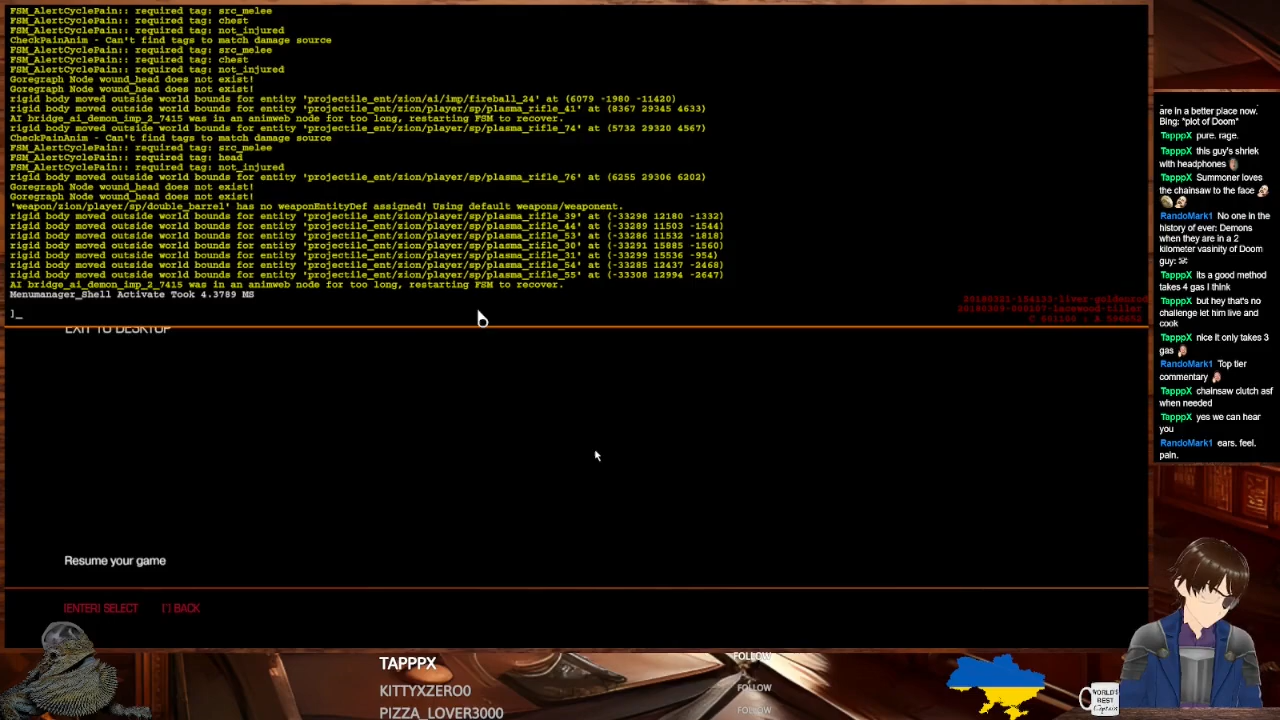 FSM_AlertCyclePain:: required tag: src_melee
FSM_AlertCyclePain:: required tag: chest
FSM_AlertCyclePain:: required tag: not_injured
CheckPainAnim - Can't find tags to match damage source
FSM_AlertCyclePain:: required tag: src_melee
FSM_AlertCyclePain:: required tag: chest
FSM_AlertCyclePain:: required tag: not_injured
Goregraph Node wound_head does not exist!
Goregraph Node wound_head does not exist!
rigid body moved outside world bounds for entity 'projectile_ent/zion/ai/imp/fireball_24' at (6079 -1980 -11420)
rigid body moved outside world bounds for entity 'projectile_ent/zion/player/sp/plasma_rifle_41' at (8367 29345 4633)
AI bridge_ai_demon_imp_2_7415 was in an animweb node for too long, restarting FSM to recover.
rigid body moved outside world bounds for entity 'projectile_ent/zion/player/sp/plasma_rifle_74' at (5732 29320 4567)
CheckPainAnim - Can't find tags to match damage source
FSM_AlertCyclePain:: required tag: src_melee
FSM_AlertCyclePain:: required tag: head
FSM_AlertCyclePain:: required tag: not_injured
rigid body moved outside world bounds for entity 'projectile_ent/zion/player/sp/plasma_rifle_76' at (6255 29306 6202)
Goregraph Node wound_head does not exist!
Goregraph Node wound_head does not exist!
'weapon/zion/player/sp/double_barrel' has no weaponEntityDef assigned! Using default weapons/weaponent.
rigid body moved outside world bounds for entity 'projectile_ent/zion/player/sp/plasma_rifle_39' at (-33298 12180 -1332)
rigid body moved outside world bounds for entity 'projectile_ent/zion/player/sp/plasma_rifle_44' at (-33289 11503 -1544)
rigid body moved outside world bounds for entity 'projectile_ent/zion/player/sp/plasma_rifle_53' at (-33286 11532 -1818)
rigid body moved outside world bounds for entity 'projectile_ent/zion/player/sp/plasma_rifle_30' at (-33291 15885 -1560)
rigid body moved outside world bounds for entity 'projectile_ent/zion/player/sp/plasma_rifle_31' at (-33299 15536 -954)
rigid body moved outside world bounds for entity 'projectile_ent/zion/player/sp/plasma_rifle_54' at (-33285 12437 -2468)
rigid body moved outside world bounds for entity 'projectile_ent/zion/player/sp/plasma_rifle_55' at (-33308 12994 -2647)
AI bridge_ai_demon_imp_2_7415 was in an animweb node for too long, restarting FSM to recover.
Menumanager_Shell Activate Took 4.3789 MS
]_
EXIT TO DESKTOP
Resume your game
[ENTER] SELECT [`] BACK
are in a better place now.
Bing: "plot of Doom"
TapppX pure. rage.
TapppX this guy's shriek
with headphones
TapppX Summoner loves
the chainsaw to the face
RandoMark1 No one in the
history of ever: Demons
when they are in a 2
kilometer vasinity of Doom
guy:
TapppX its a good method
takes 4 gas I think
TapppX but hey that's no
challenge let him live and
cook
TapppX nice it only takes 3
gas
RandoMark1 Top tier
commentary
TapppX chainsaw clutch asf
when needed
TapppX yes we can hear
you
RandoMark1 ears. feel.
pain.
TAPPPX FOLLOW
KITTYXZERO0 FOLLOW
PIZZA_LOVER3000 FOLLOW
WORLD'S
BEST